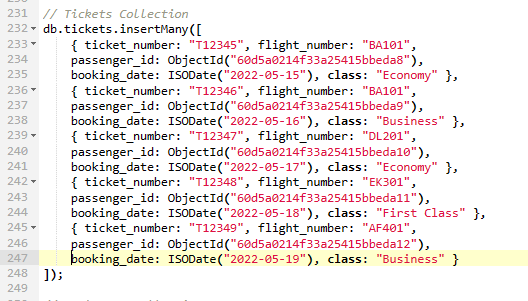 231 // Tickets Collection
232 db.tickets.insertMany([
233 { ticket_number: "T12345", flight_number: "BA101",
234 passenger_id: ObjectId("60d5a0214f33a25415bbeda8"),
235 booking_date: ISODate("2022-05-15"), class: "Economy" },
236 { ticket_number: "T12346", flight_number: "BA101",
237 passenger_id: ObjectId("60d5a0214f33a25415bbeda9"),
238 booking_date: ISODate("2022-05-16"), class: "Business" },
239 { ticket_number: "T12347", flight_number: "DL201",
240 passenger_id: ObjectId("60d5a0214f33a25415bbeda10"),
241 booking_date: ISODate("2022-05-17"), class: "Economy" },
242 { ticket_number: "T12348", flight_number: "EK301",
243 passenger_id: ObjectId("60d5a0214f33a25415bbeda11"),
244 booking_date: ISODate("2022-05-18"), class: "First Class" },
245 { ticket_number: "T12349", flight_number: "AF401",
246 passenger_id: ObjectId("60d5a0214f33a25415bbeda12"),
247 booking_date: ISODate("2022-05-19"), class: "Business" }
248 ]);
249